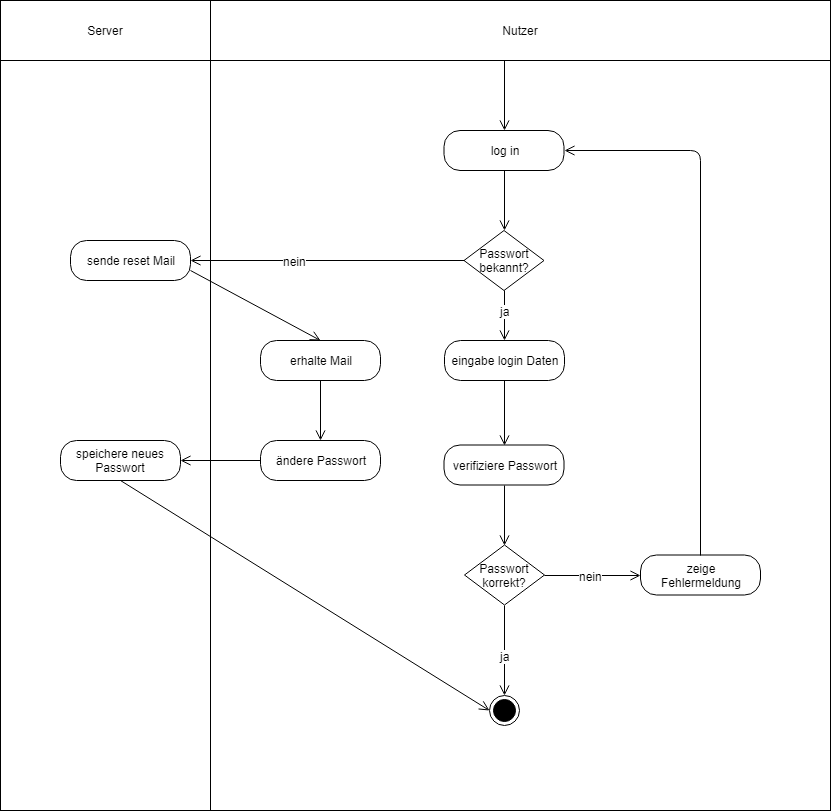 Server
Nutzer
log in
Passwort
bekannt?
nein
sende reset Mail
ja
erhalte Mail
eingabe login Daten
speichere neues
Passwort
ändere Passwort
verifiziere Passwort
Passwort
korrekt?
nein
zeige
Fehlermeldung
ja